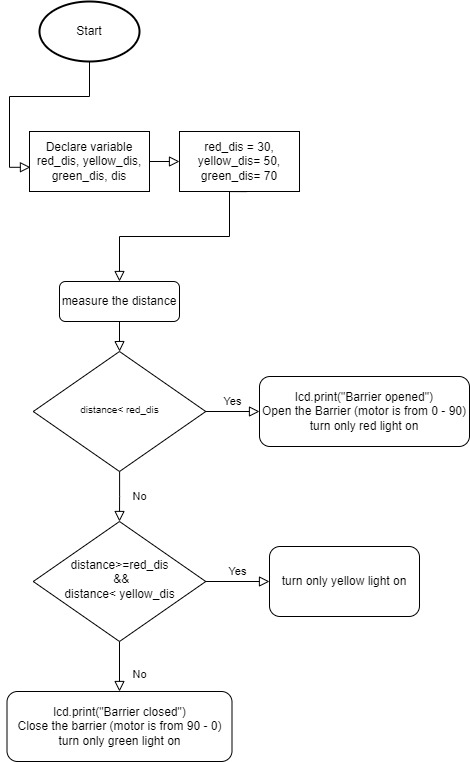 Start
Declare variable
red_dis, yellow_dis,
green_dis, dis
red_dis = 30,
yellow_dis= 50,
green_dis= 70
measure the distance
distance< red_dis
Yes
lcd.print("Barrier opened")
Open the Barrier (motor is from 0 - 90)
turn only red light on
No
distance>=red_dis
&&
distance< yellow_dis
Yes
turn only yellow light on
No
lcd.print("Barrier closed")
Close the barrier (motor is from 90 - 0)
turn only green light on